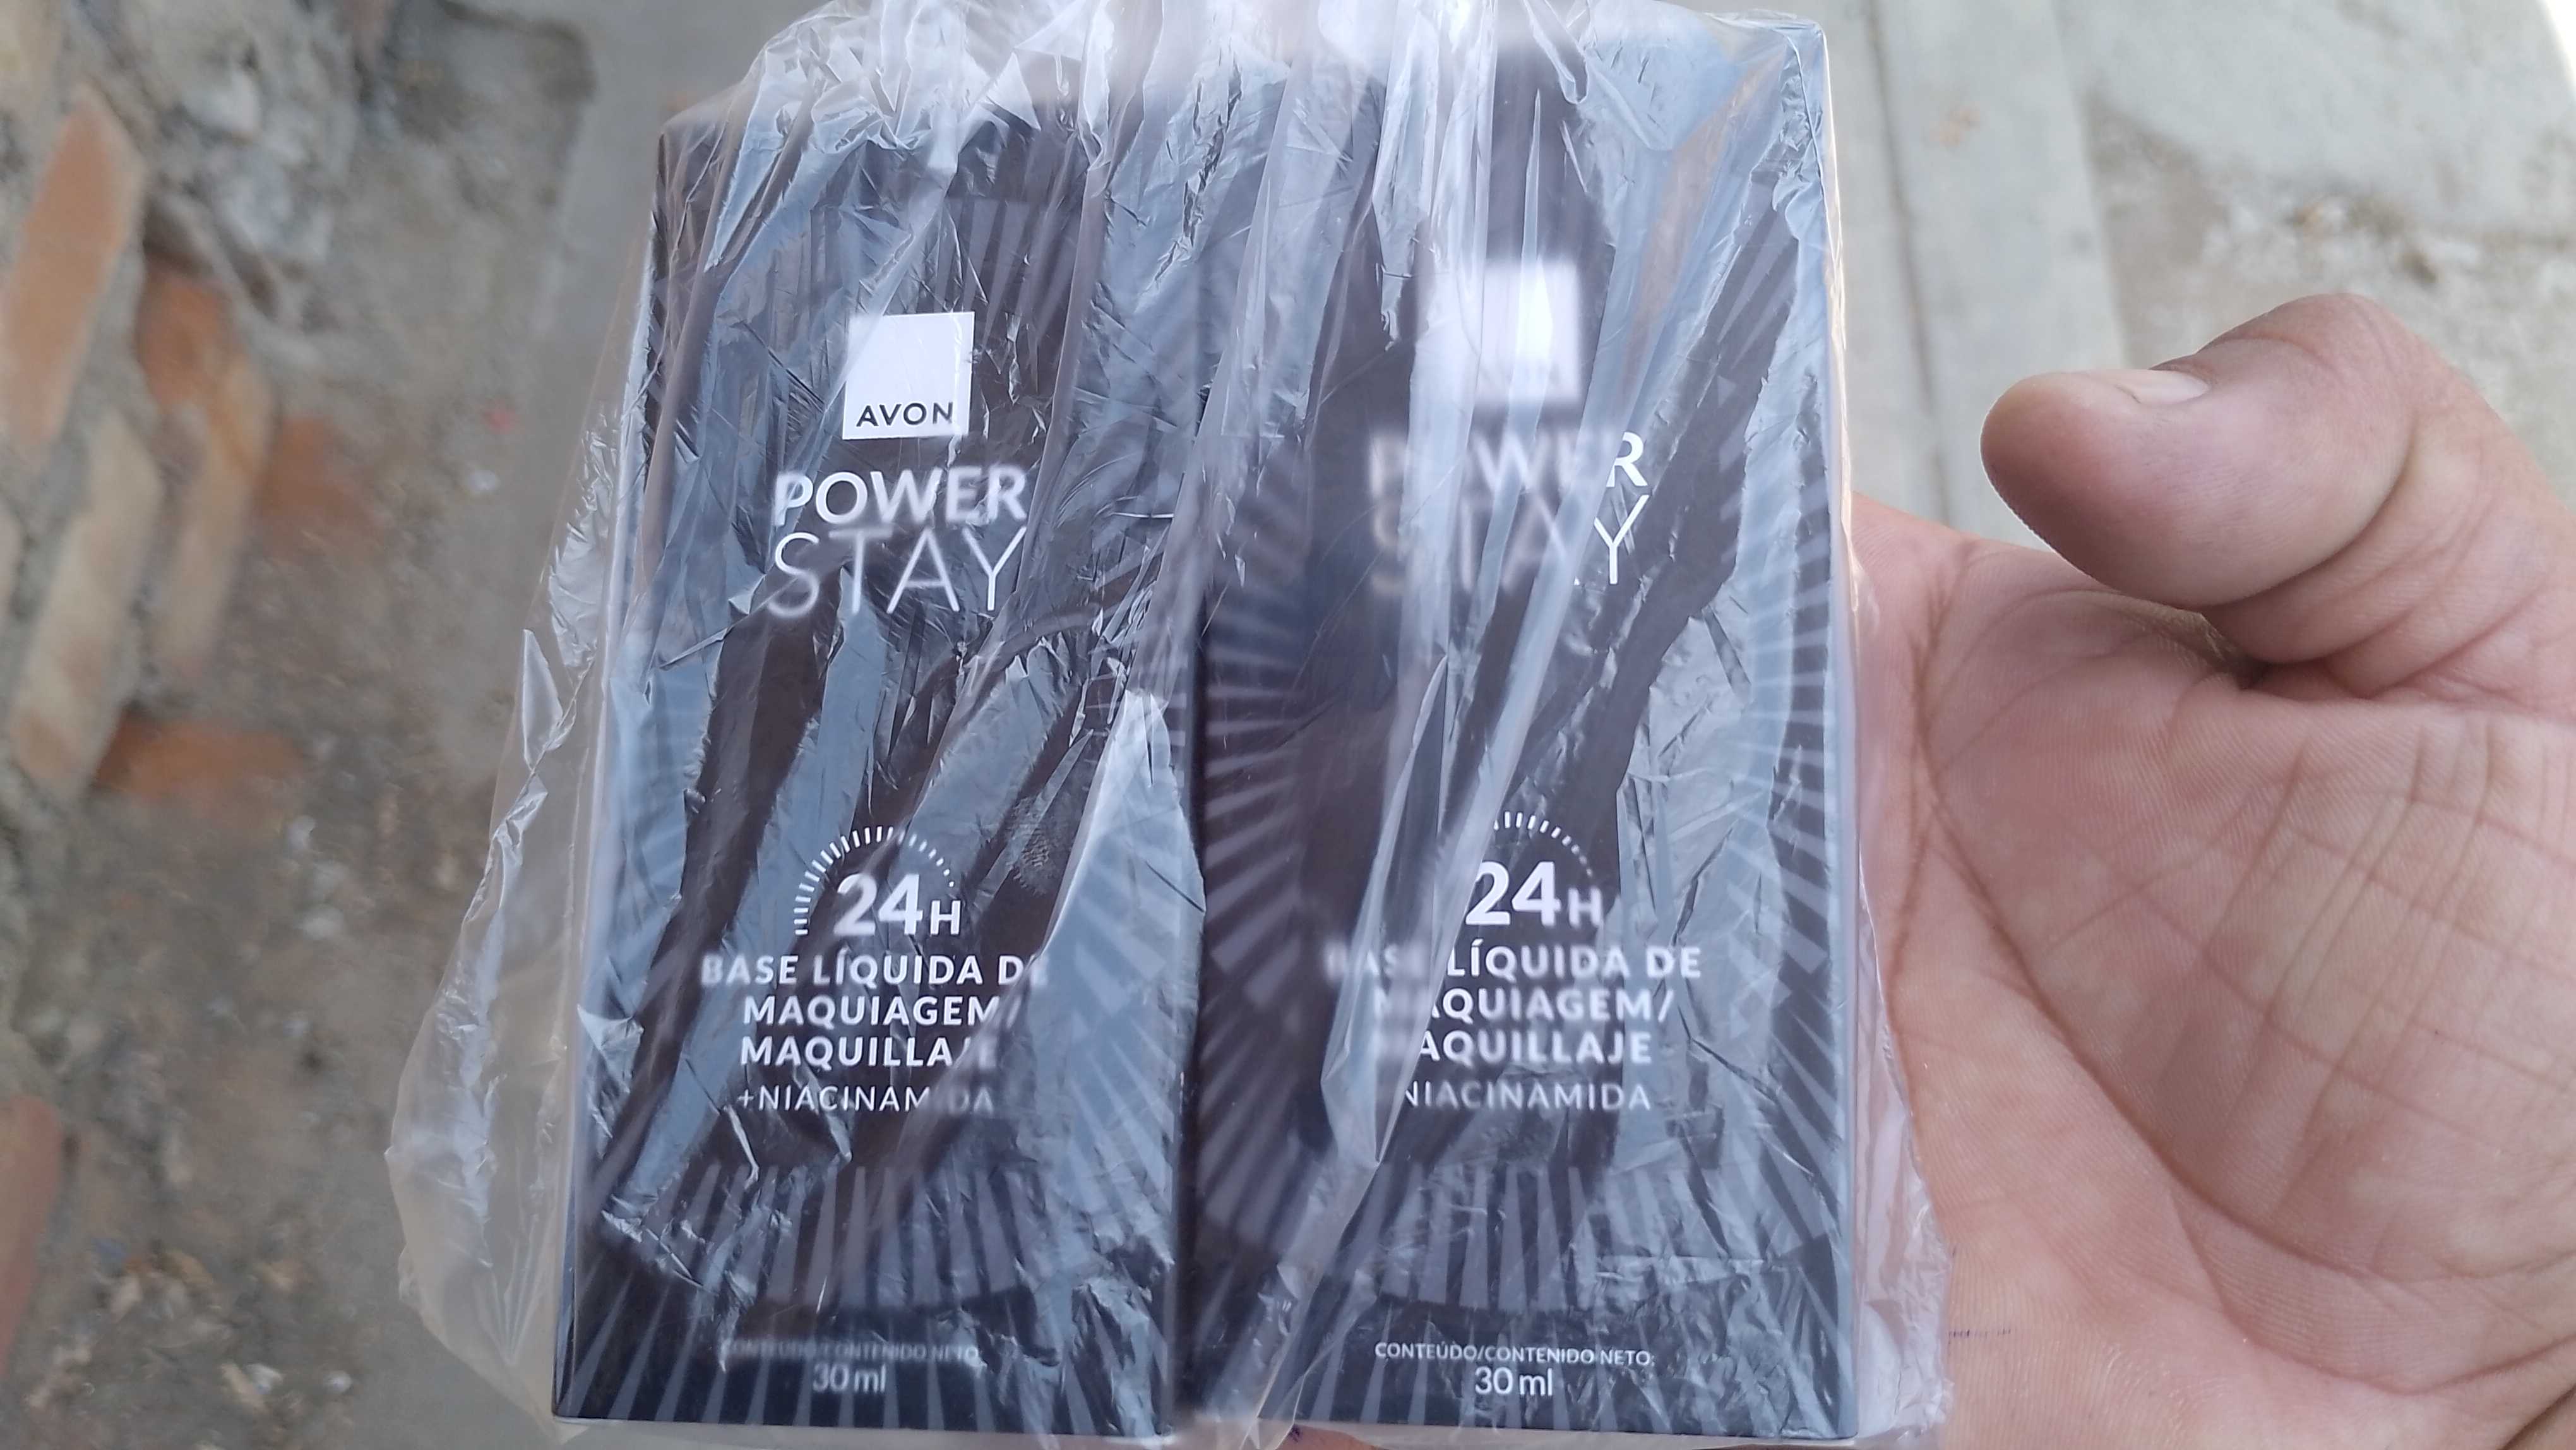 AVON
POWER
STAY
24H
BASE LÍQUIDA DE
MAQUIAGEM/
MAQUILLAJE
+NIACINAMIDA
CONTEÚDO/CONTENIDO NETO:
30 ml
POWER
STAY
24H
BASE LÍQUIDA DE
MAQUIAGEM/
MAQUILLAJE
NIACINAMIDA
CONTEÚDO/CONTENIDO NETO:
30 ml